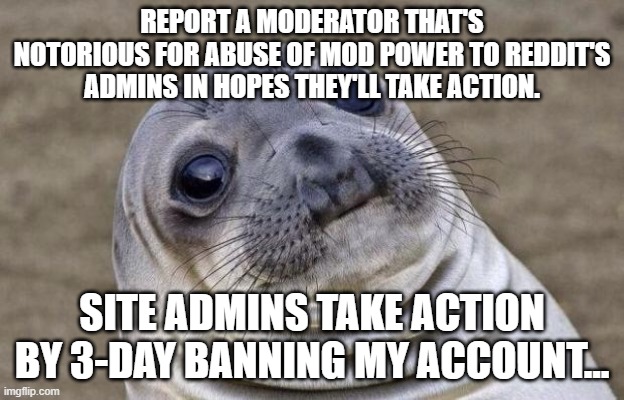 REPORT A MODERATOR THAT'S
NOTORIOUS FOR ABUSE OF MOD POWER TO REDDIT'S
ADMINS IN HOPES THEY'LL TAKE ACTION.
SITE ADMINS TAKE ACTION
BY 3-DAY BANNING MY ACCOUNT...
imgflip.com